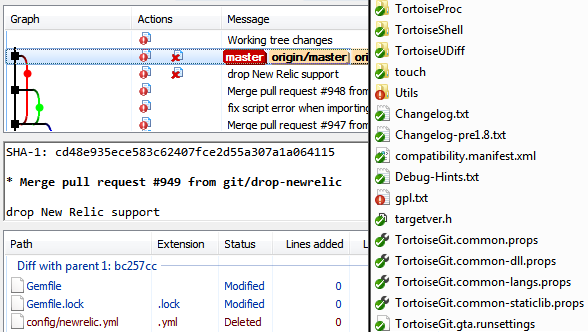 Graph Actions Message
Working tree changes
master origin/master ori
drop New Relic support
Merge pull request #948 from
fix script error when importing
Merge pull request #947 from
SHA-1: cd48e935ece583c62407fce2d55a307a1a064115
* Merge pull request #949 from git/drop-newrelic
drop New Relic support
Path Extension Status Lines added L
Diff with parent 1: bc257cc
Gemfile Modified 0
Gemfile.lock .lock Modified 0
config/newrelic.yml .yml Deleted 0
TortoiseProc
TortoiseShell
TortoiseUDiff
touch
Utils
Changelog.txt
Changelog-pre1.8.txt
compatibility.manifest.xml
Debug-Hints.txt
gpl.txt
targetver.h
TortoiseGit.common.props
TortoiseGit.common-dll.props
TortoiseGit.common-langs.props
TortoiseGit.common-staticlib.props
TortoiseGit.gta.runsettings